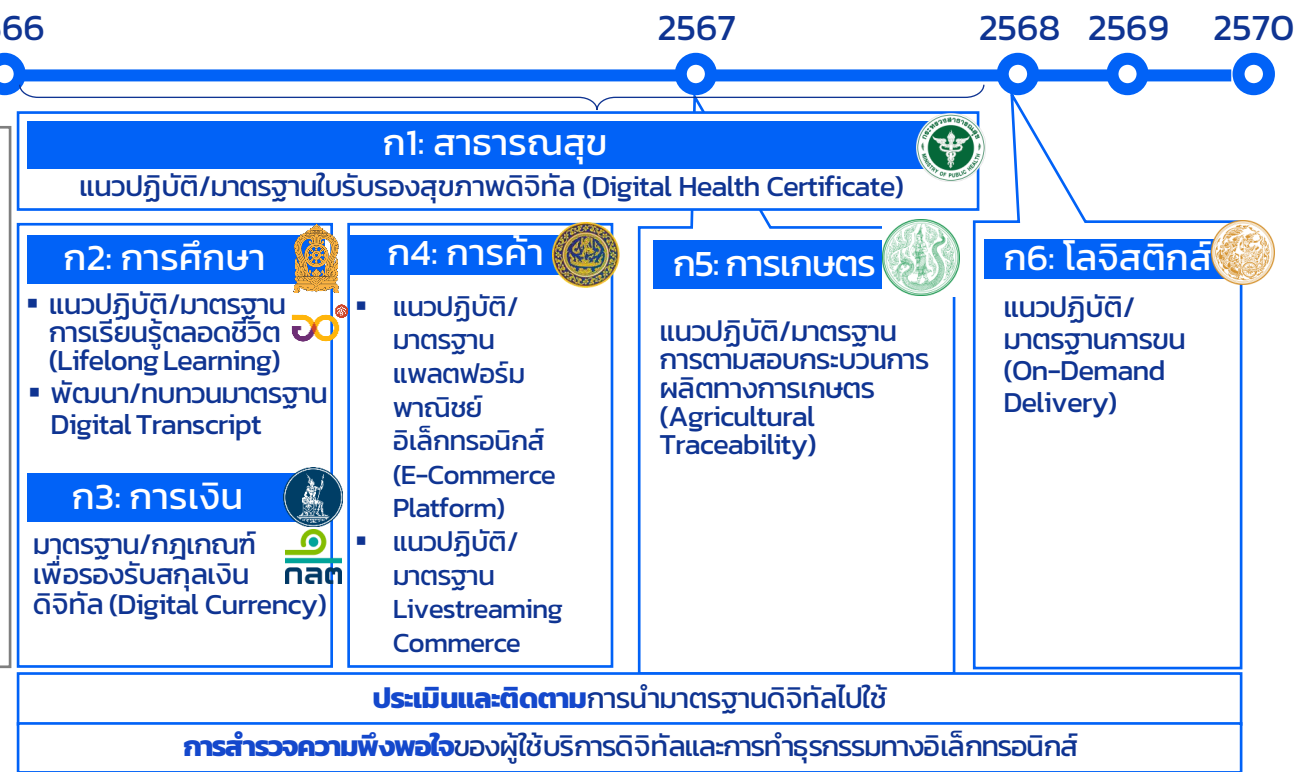 66
2567
2568
2569
2570
ก1: สาธารณสุข
แนวปฏิบัติ/มาตรฐานใบรับรองสุขภาพดิจิทัล (Digital Health Certificate)
ก2: การศึกษา
▪ แนวปฏิบัติ/มาตรฐาน
การเรียนรู้ตลอดชีวิต
(Lifelong Learning)
▪ พัฒนา/ทบทวนมาตรฐาน
Digital Transcript
ก3: การเงิน
มาตรฐาน/กฎเกณฑ์
เพื่อรองรับสกุลเงิน
ดิจิทัล (Digital Currency)
กลต
ก4: การค้า
▪ แนวปฏิบัติ/
มาตรฐาน
แพลตฟอร์ม
พาณิชย์
อิเล็กทรอนิกส์
(E-Commerce
Platform)
▪ แนวปฏิบัติ/
มาตรฐาน
Livestreaming
Commerce
ก5: การเกษตร
แนวปฏิบัติ/มาตรฐาน
การตามสอบกระบวนการ
ผลิตทางการเกษตร
(Agricultural
Traceability)
ก6: โลจิสติกส์
แนวปฏิบัติ/
มาตรฐานการขน
(On-Demand
Delivery)
ประเมินและติดตามการนำมาตรฐานดิจิทัลไปใช้
การสำรวจความพึงพอใจของผู้ใช้บริการดิจิทัลและการทำธุรกรรมทางอิเล็กทรอนิกส์